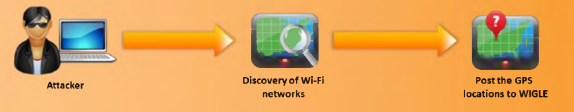 Attacker
Discovery of Wi-Fi
networks
Post the GPS
locations to WIGLE